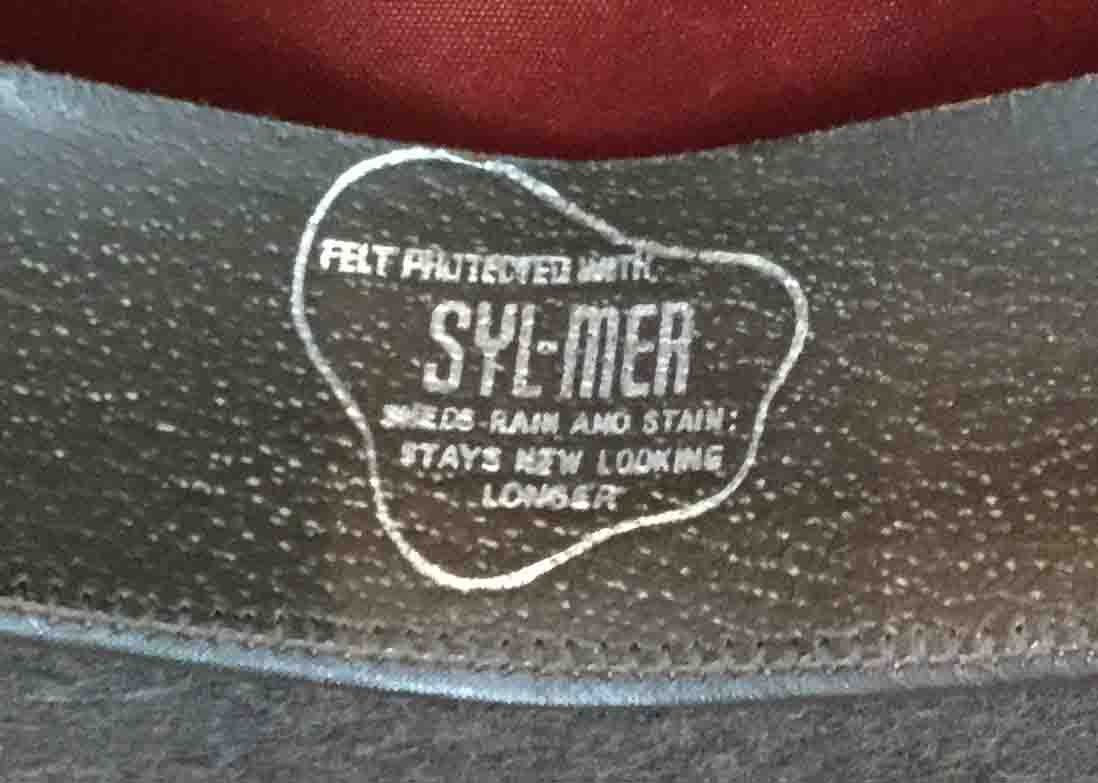 FELT PROTECTED WITH
SYL-MER
SHEDS RAIN AND STAIN:
STAYS NEW LOOKING
LONGER